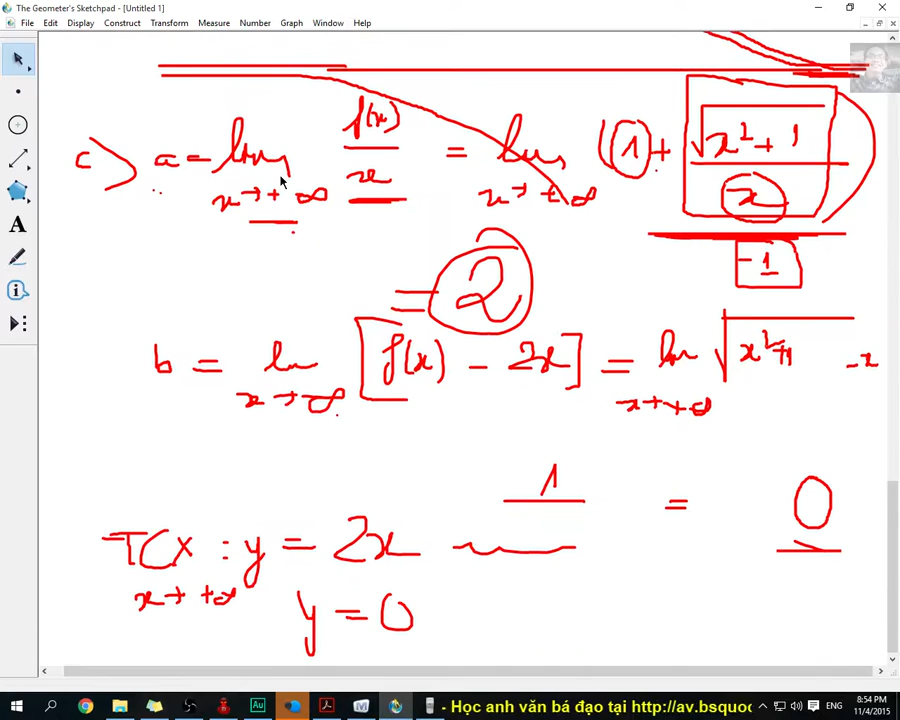 The Geometer's Sketchpad - [Untitled 1]
File Edit Display Construct Transform Measure Number Graph Window Help
c) a = lim x→+∞ f(x)/x = lim x→+∞ (1 + √(x²+1)/x)
-1
= 2
b = lim x→∞ [f(x) - 2x] = lim x→+∞ √x²+1 - x
1 = 0
TCX : y = 2x
x→+∞ y = 0
A
- Học anh văn bá đạo tại http://av.bsquoc
ENG
8:54 PM
11/4/2015